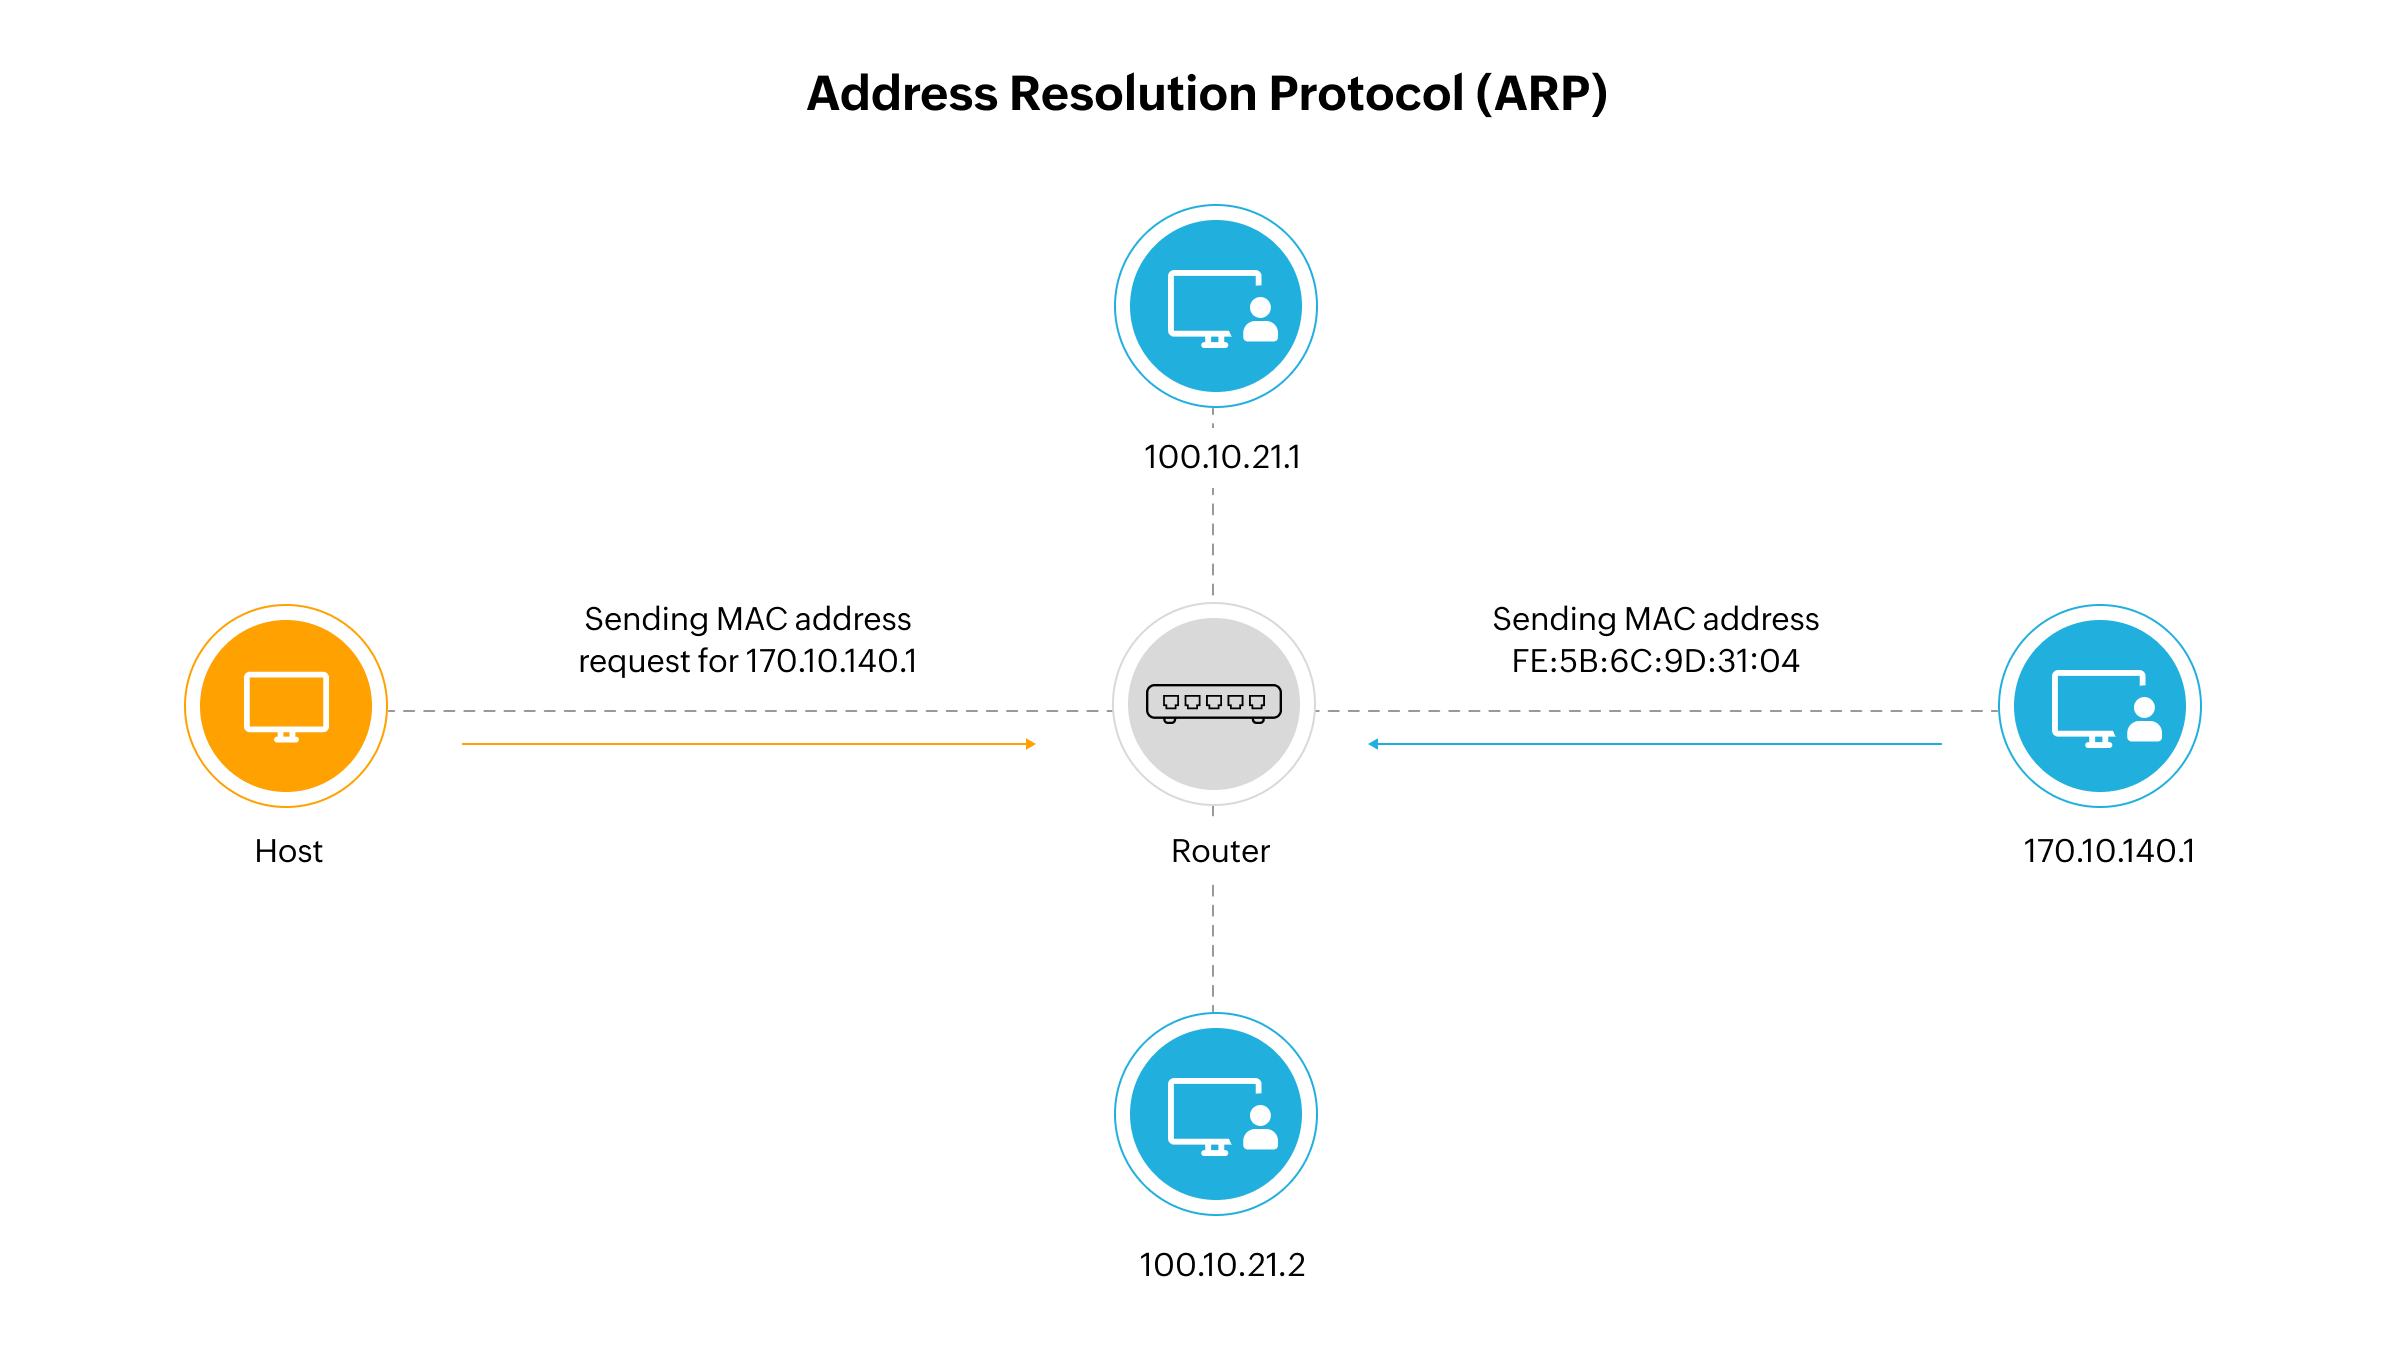 Address Resolution Protocol (ARP)
100.10.21.1
Sending MAC address
request for 170.10.140.1
Sending MAC address
FE:5B:6C:9D:31:04
Host
Router
170.10.140.1
100.10.21.2